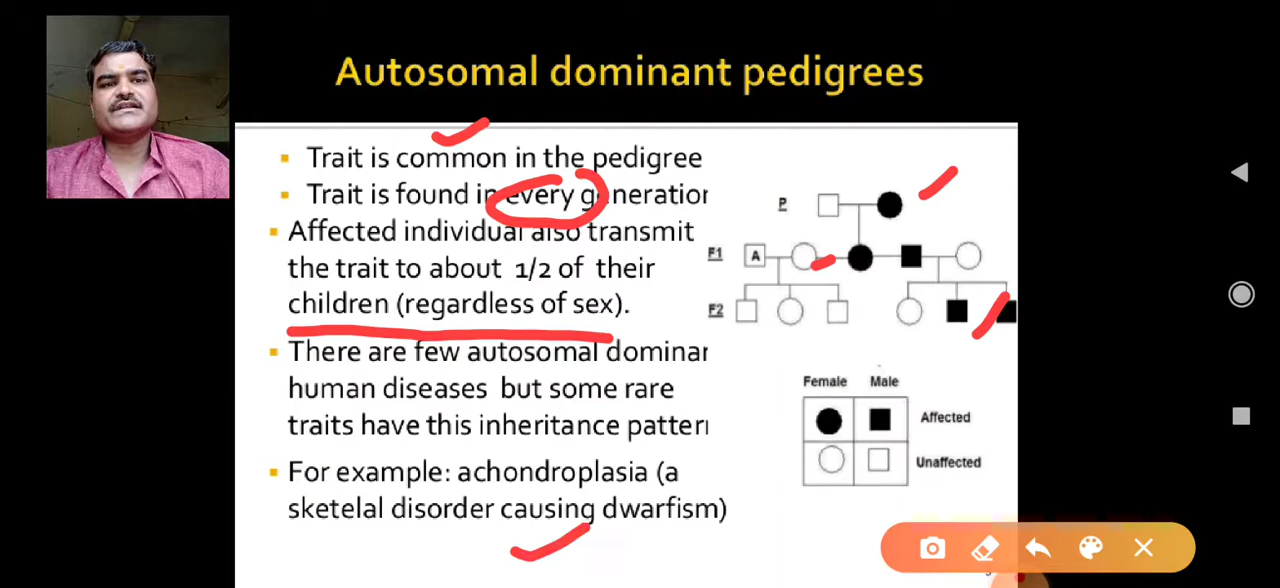 Autosomal dominant pedigrees
Trait is common in the pedigree
Trait is found in every generation
Affected individual also transmit
the trait to about 1/2 of their
children (regardless of sex).
There are few autosomal dominan
human diseases but some rare
traits have this inheritance pattern
For example: achondroplasia (a
sketelal disorder causing dwarfism)
P
F1
A
F2
Female Male
Affected
Unaffected